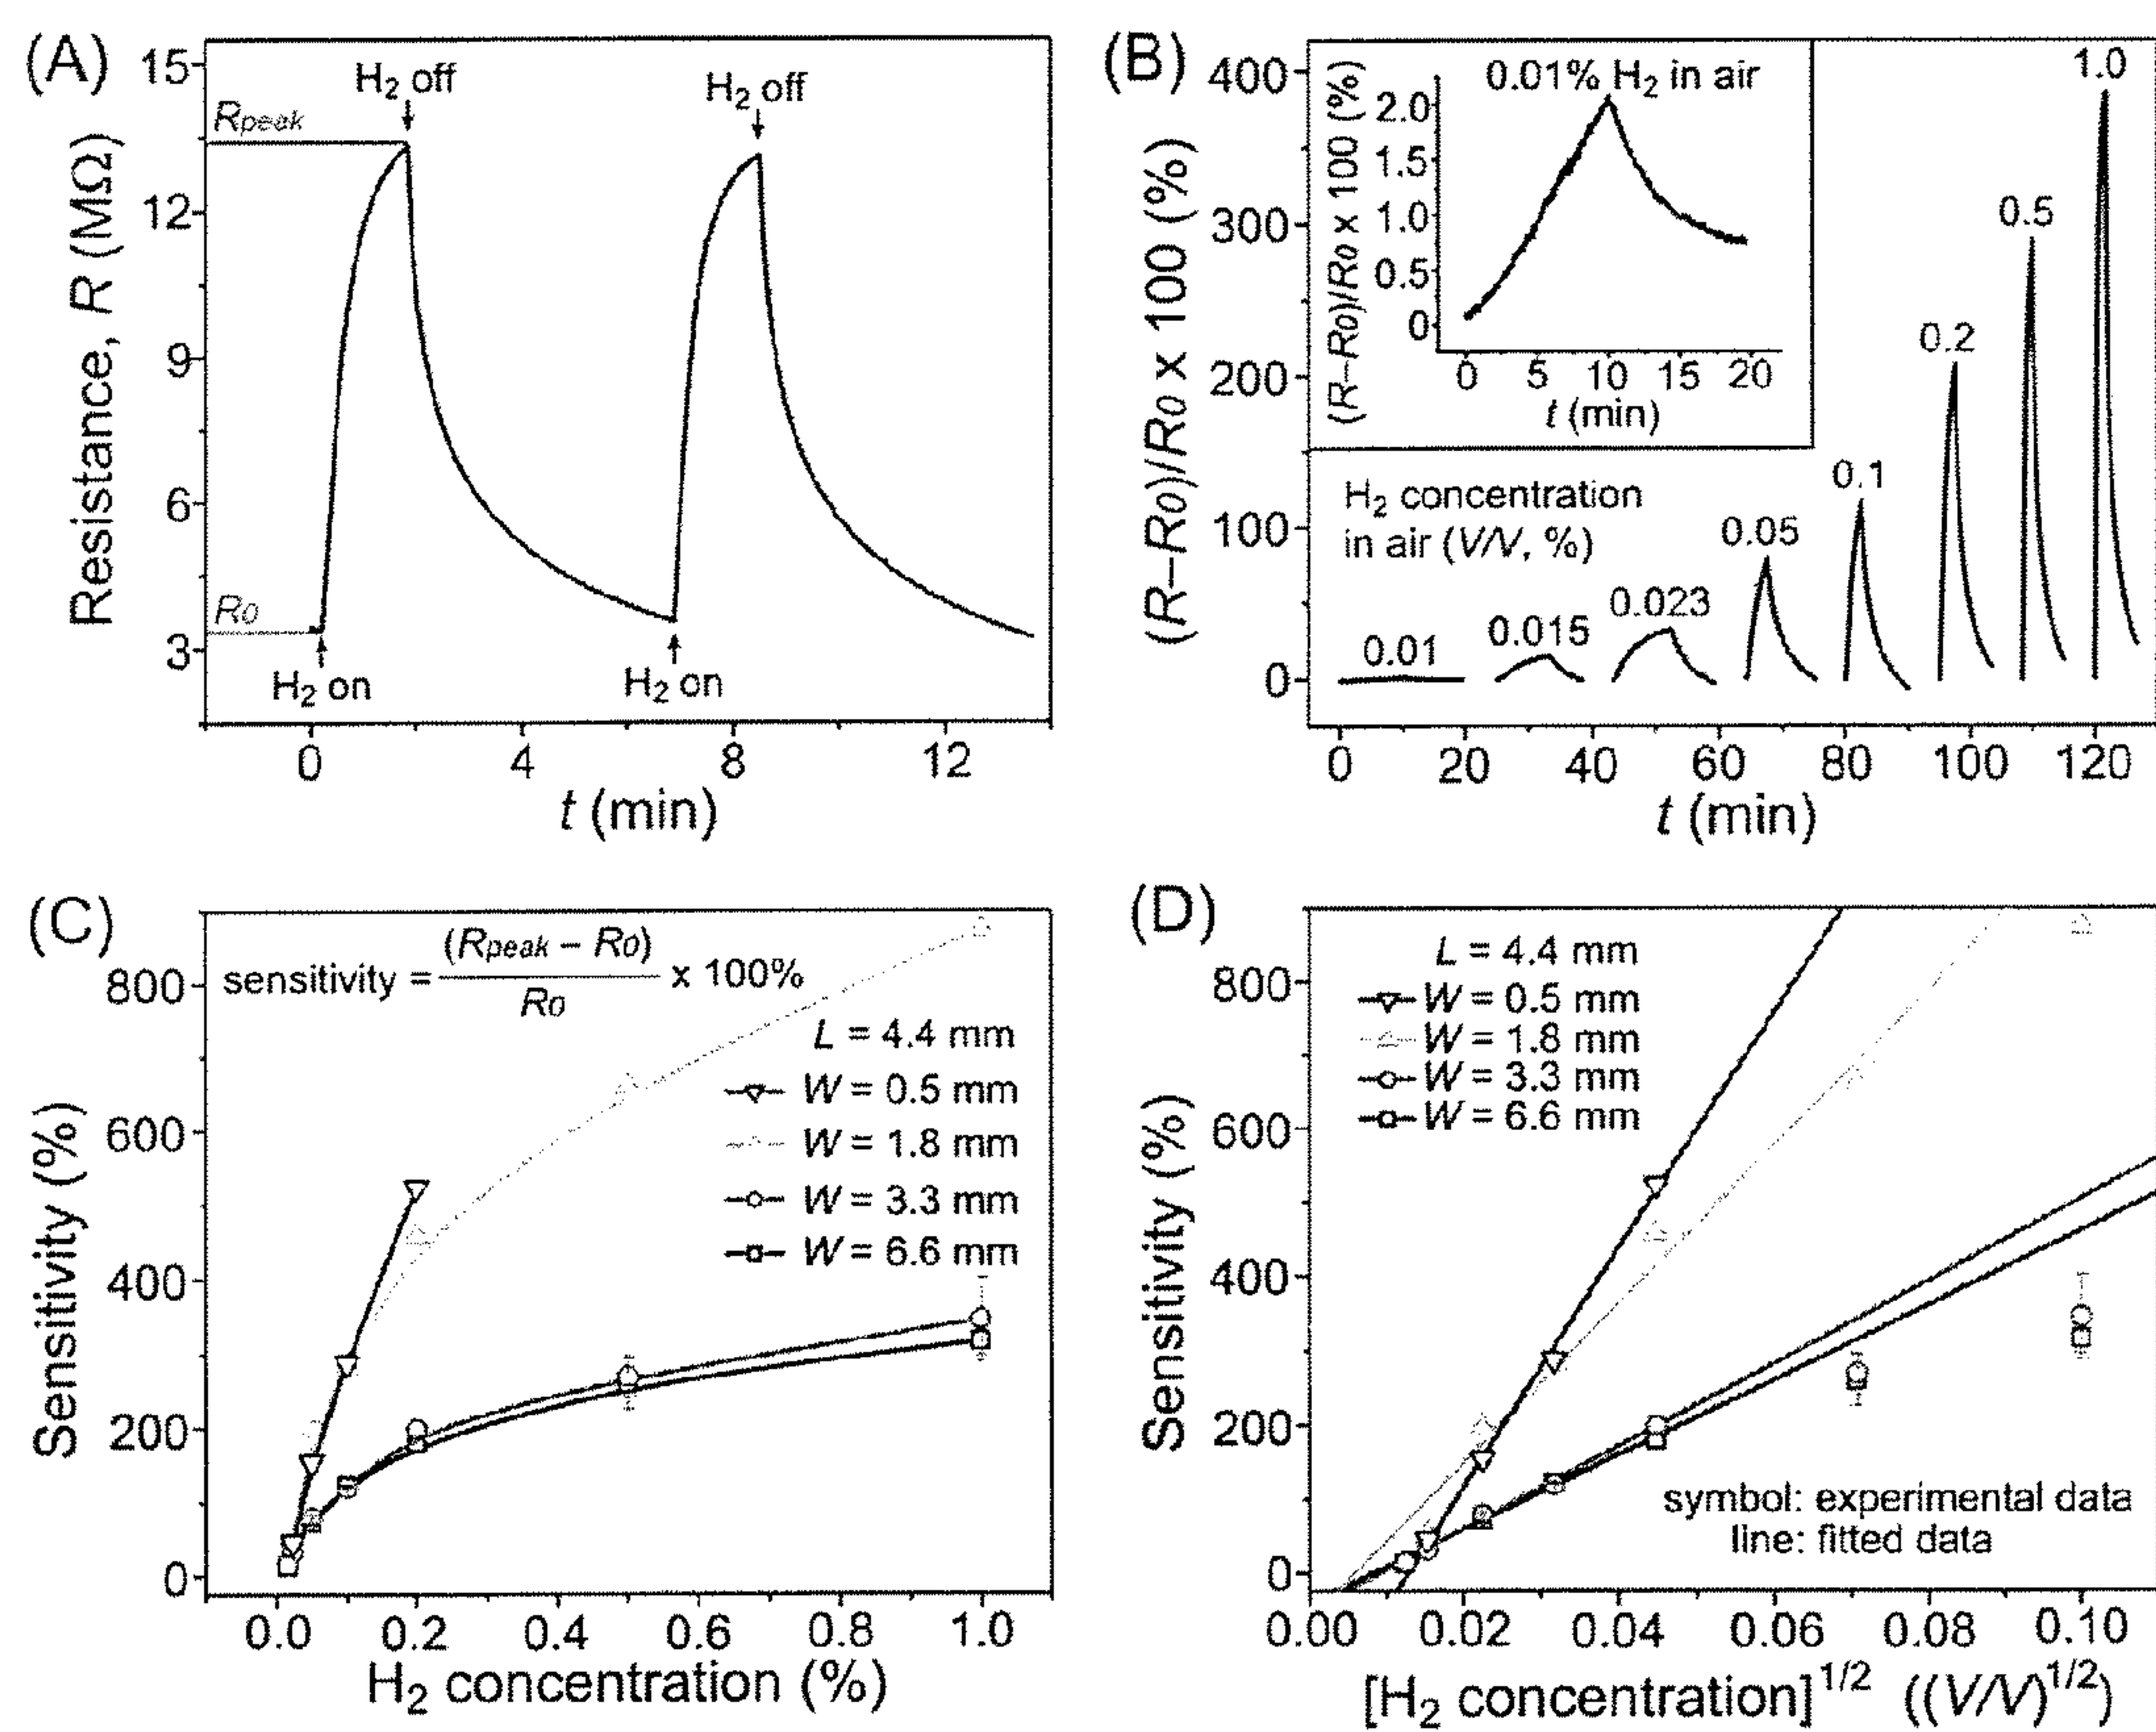 (A)
15
12
9
6
3
Resistance, R (MΩ)
H2 off
H2 off
Rpeak
R0
H2 on
H2 on
0 4 8 12
t (min)
(B)
400
300
200
100
0
(R–R0)/R0 x 100 (%)
0.01% H2 in air
2.0
1.5
1.0
0.5
0
(R–R0)/R0 x 100 (%)
0 5 10 15 20
t (min)
H2 concentration
in air (V/V, %)
0.01
0.015
0.023
0.05
0.1
0.2
0.5
1.0
0 20 40 60 80 100 120
t (min)
(C)
800
600
400
200
0
Sensitivity (%)
sensitivity = (Rpeak – R0) / R0 x 100%
L = 4.4 mm
W = 0.5 mm
W = 1.8 mm
W = 3.3 mm
W = 6.6 mm
0.0 0.2 0.4 0.6 0.8 1.0
H2 concentration (%)
(D)
800
600
400
200
0
Sensitivity (%)
L = 4.4 mm
W = 0.5 mm
W = 1.8 mm
W = 3.3 mm
W = 6.6 mm
symbol: experimental data
line: fitted data
0.00 0.02 0.04 0.06 0.08 0.10
[H2 concentration]1/2 ((V/V)1/2)